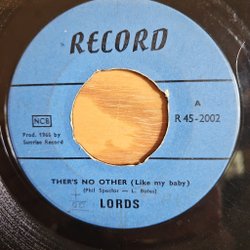 RECORD
NCB
Prod. 1966 by
Sunrise Record
A
R 45-2002
THER'S NO OTHER (Like my baby)
(Phil Spector — L. Bates)
LORDS